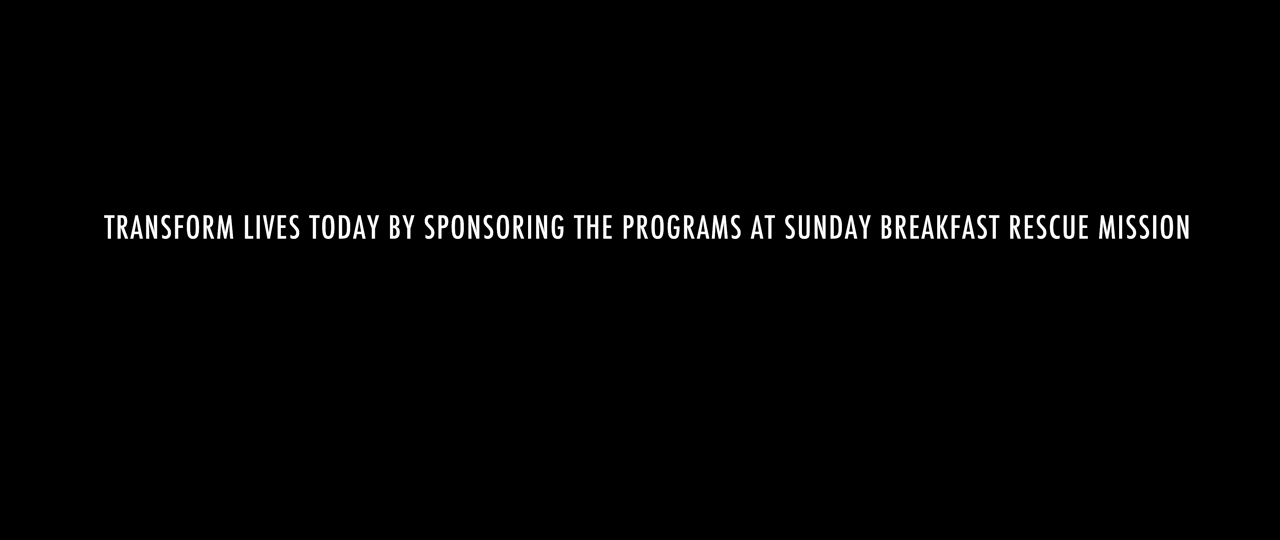 TRANSFORM LIVES TODAY BY SPONSORING THE PROGRAMS AT SUNDAY BREAKFAST RESCUE MISSION